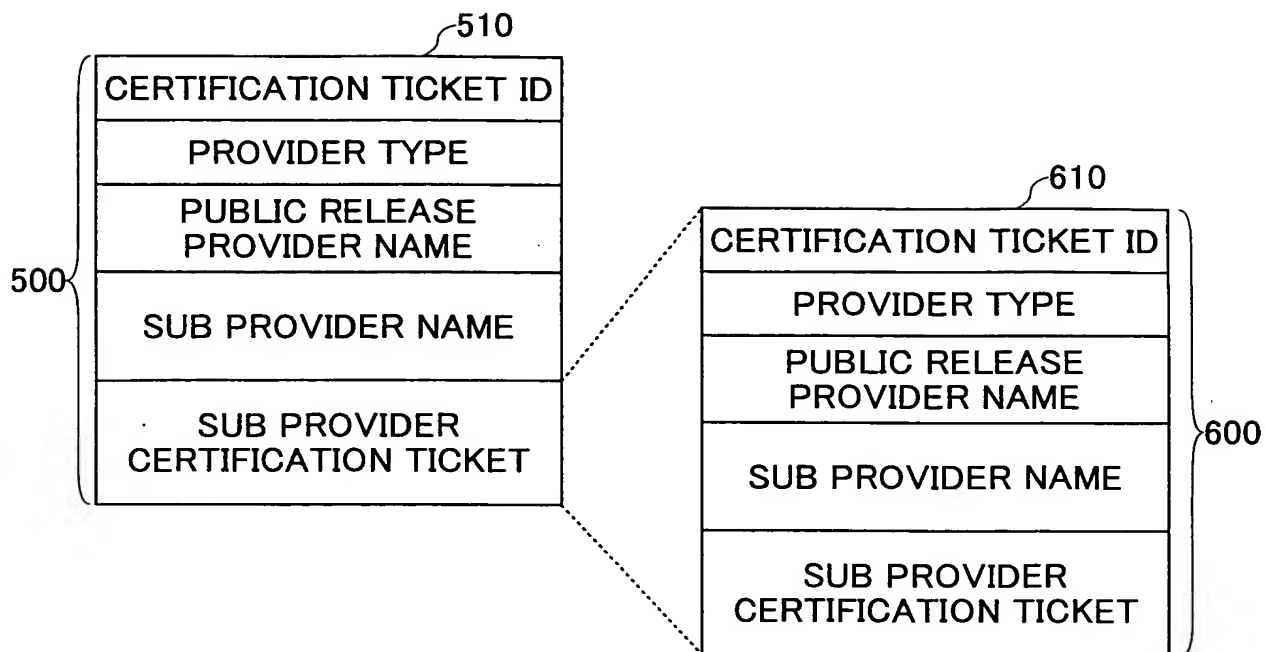 510
CERTIFICATION TICKET ID
PROVIDER TYPE
PUBLIC RELEASE
PROVIDER NAME
500
SUB PROVIDER NAME
SUB PROVIDER
CERTIFICATION TICKET
610
CERTIFICATION TICKET ID
PROVIDER TYPE
PUBLIC RELEASE
PROVIDER NAME
600
SUB PROVIDER NAME
SUB PROVIDER
CERTIFICATION TICKET